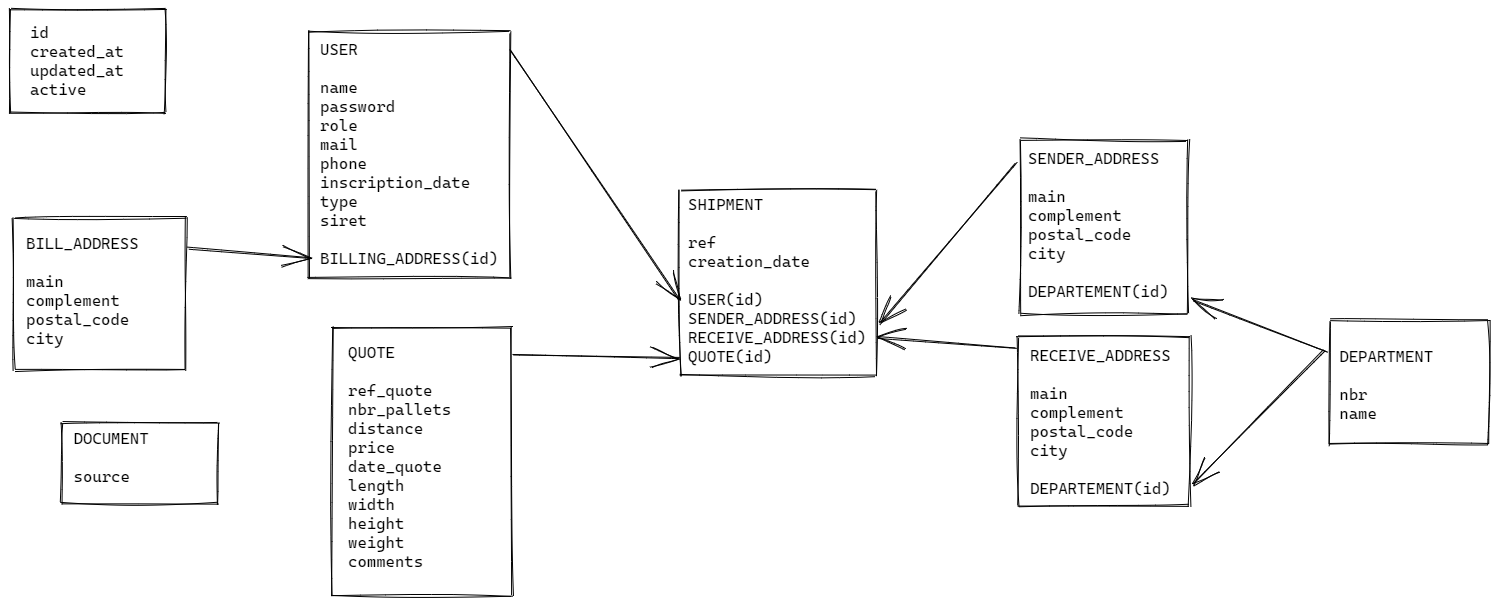 id
created_at
updated_at
active
USER
name
password
role
mail
phone
inscription_date
type
siret
BILLING_ADDRESS(id)
BILL_ADDRESS
main
complement
postal_code
city
DOCUMENT
source
QUOTE
ref_quote
nbr_pallets
distance
price
date_quote
length
width
height
weight
comments
SHIPMENT
ref
creation_date
USER(id)
SENDER_ADDRESS(id)
RECEIVE_ADDRESS(id)
QUOTE(id)
SENDER_ADDRESS
main
complement
postal_code
city
DEPARTEMENT(id)
RECEIVE_ADDRESS
main
complement
postal_code
city
DEPARTEMENT(id)
DEPARTMENT
nbr
name